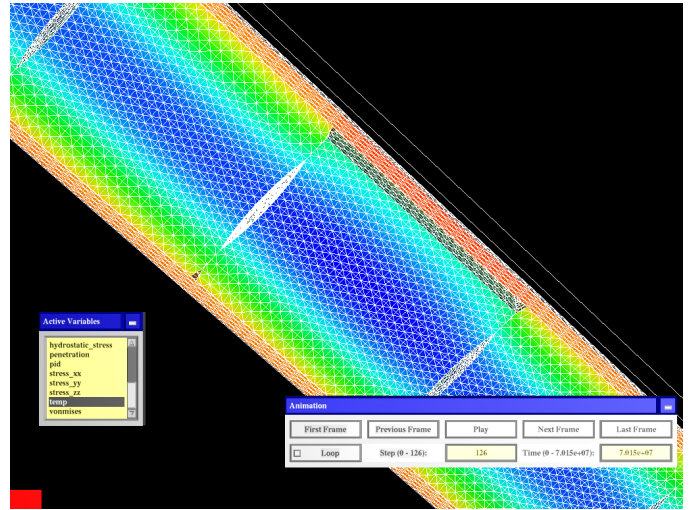 Active Variables
hydrostatic_stress
penetration
pid
stress_xx
stress_yy
stress_zz
temp
vonmises
Animation
First Frame Previous Frame Play Next Frame Last Frame
Loop Step (0 - 126): 126 Time (0 - 7.015e+07): 7.015e+07